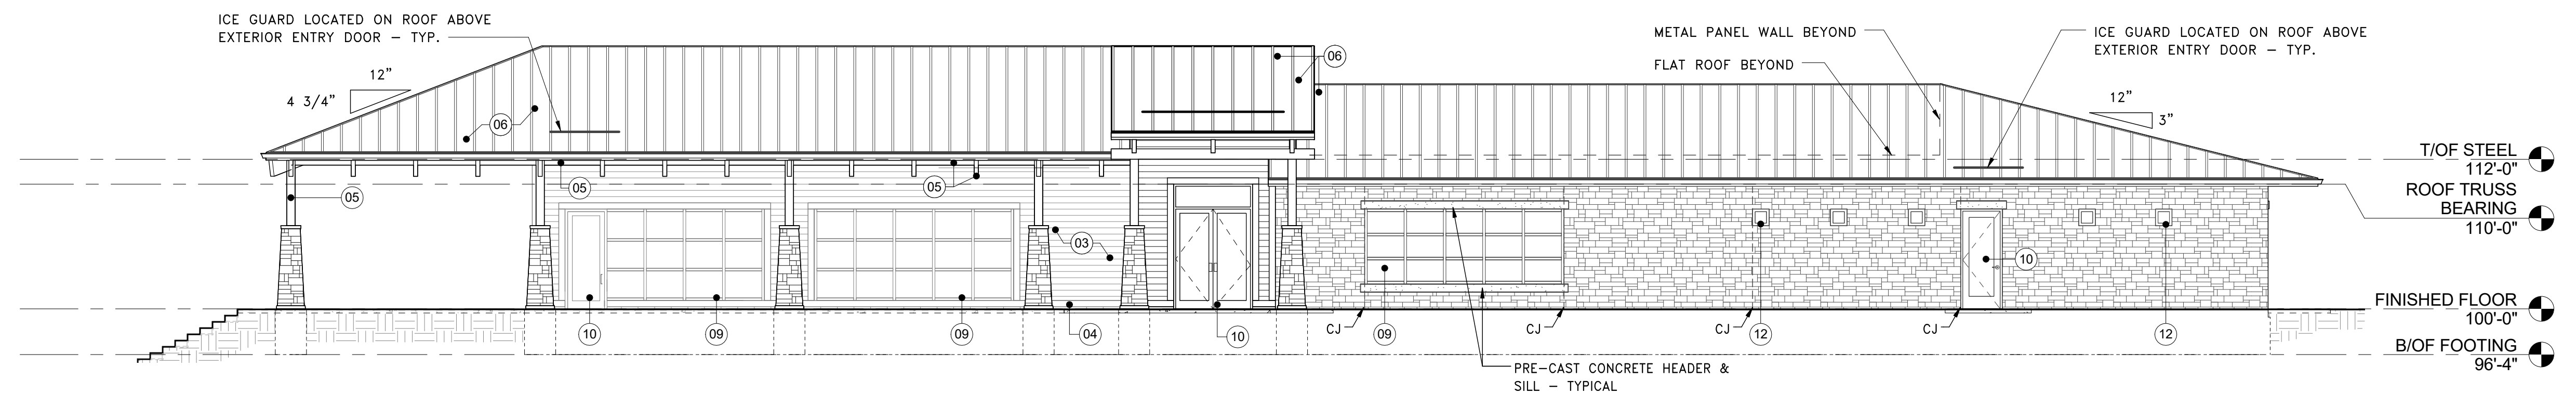 ICE GUARD LOCATED ON ROOF ABOVE
EXTERIOR ENTRY DOOR – TYP.
12"
4 3/4"
06
06
METAL PANEL WALL BEYOND
FLAT ROOF BEYOND
ICE GUARD LOCATED ON ROOF ABOVE
EXTERIOR ENTRY DOOR – TYP.
12"
3"
T/OF STEEL
112'-0"
ROOF TRUSS
BEARING
110'-0"
FINISHED FLOOR
100'-0"
B/OF FOOTING
96'-4"
05
05
05
03
10
10
09
09
04
10
CJ
09
CJ
CJ
12
CJ
12
PRE-CAST CONCRETE HEADER &
SILL – TYPICAL